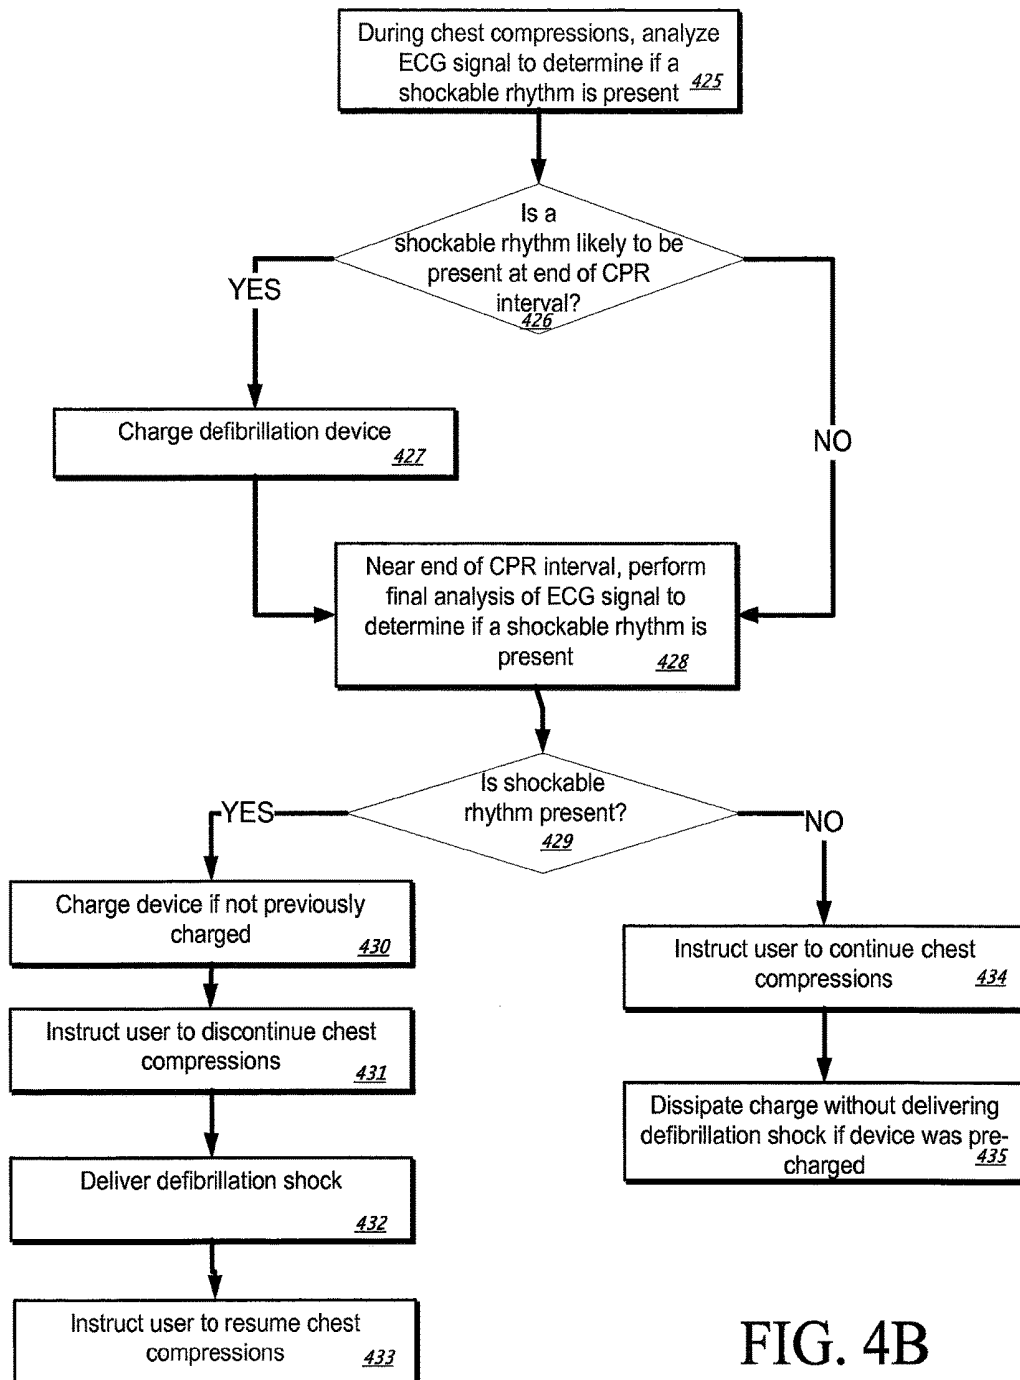 During chest compressions, analyze
ECG signal to determine if a
shockable rhythm is present
425
Is a
shockable rhythm likely to be
present at end of CPR
interval?
426
YES
NO
Charge defibrillation device
427
Near end of CPR interval, perform
final analysis of ECG signal to
determine if a shockable rhythm is
present
428
Is shockable
rhythm present?
429
YES
NO
Charge device if not previously
charged
430
Instruct user to discontinue chest
compressions
431
Deliver defibrillation shock
432
Instruct user to resume chest
compressions
433
Instruct user to continue chest
compressions
434
Dissipate charge without delivering
defibrillation shock if device was pre-
charged
435
FIG. 4B